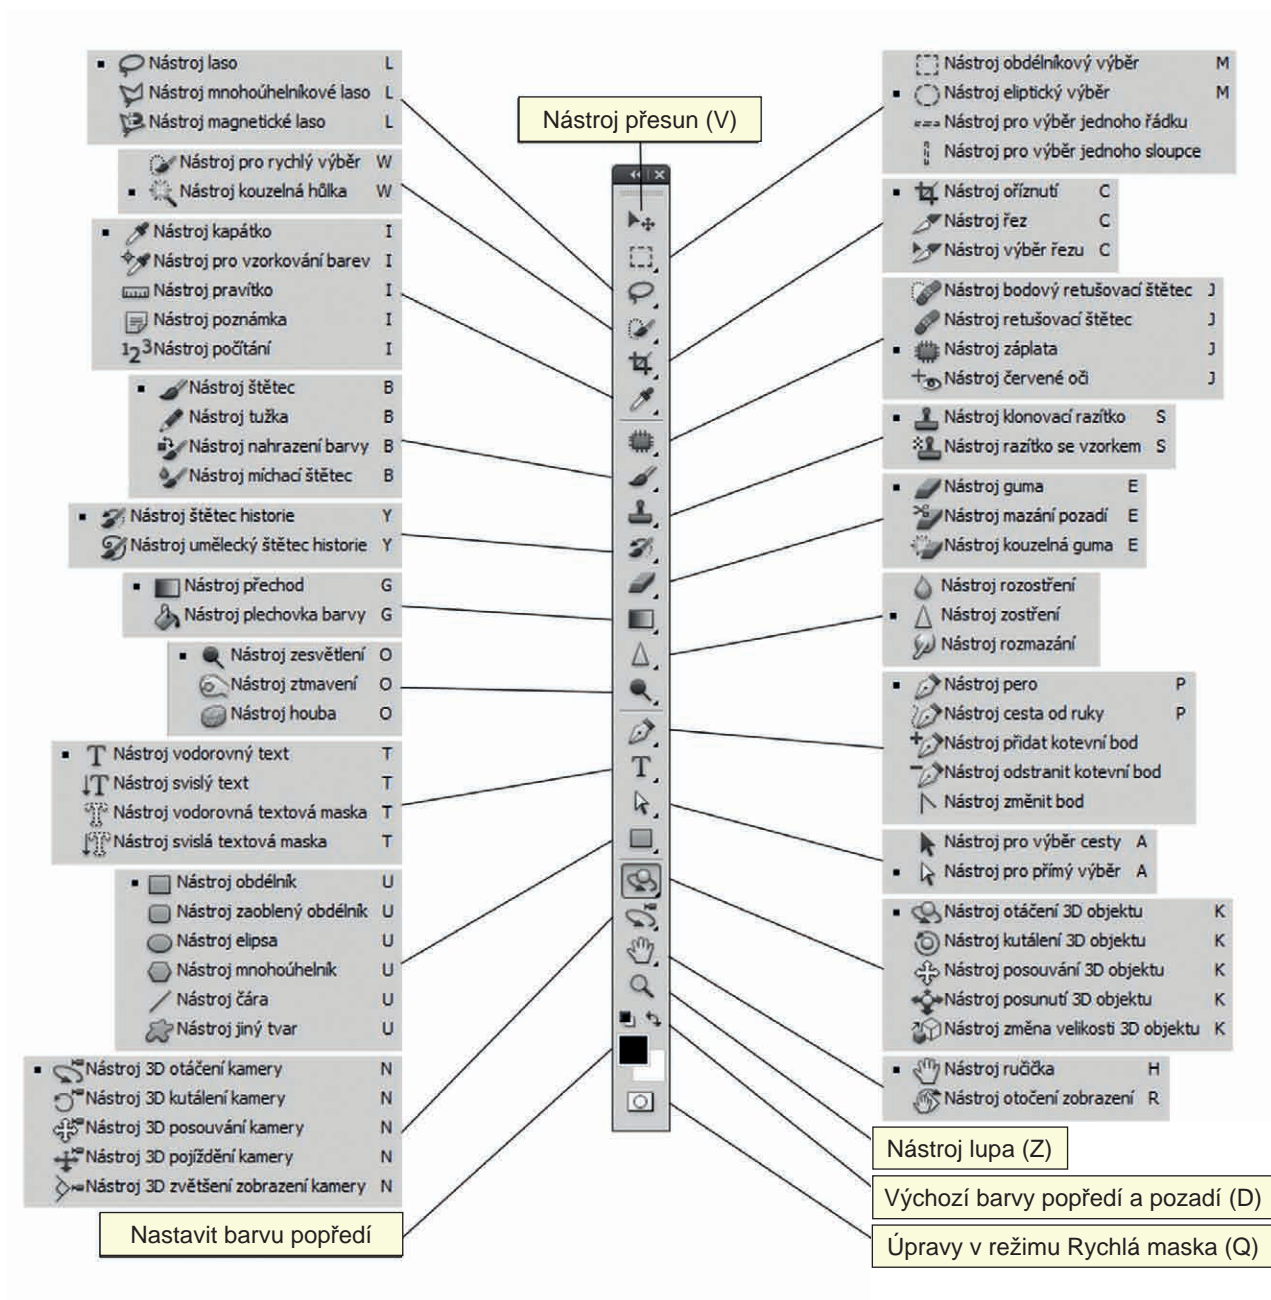 Nástroj laso L
Nástroj mnohoúhelníkové laso L
Nástroj magnetické laso L
Nástroj pro rychlý výběr W
Nástroj kouzelná hůlka W
Nástroj kapátko I
Nástroj pro vzorkování barev I
Nástroj pravítko I
Nástroj poznámka I
Nástroj počítání I
Nástroj štětec B
Nástroj tužka B
Nástroj nahrazení barvy B
Nástroj míchací štětec B
Nástroj štětec historie Y
Nástroj umělecký štětec historie Y
Nástroj přechod G
Nástroj plechovka barvy G
Nástroj zesvětlení O
Nástroj ztmavení O
Nástroj houba O
Nástroj vodorovný text T
Nástroj svislý text T
Nástroj vodorovná textová maska T
Nástroj svislá textová maska T
Nástroj obdélník U
Nástroj zaoblený obdélník U
Nástroj elipsa U
Nástroj mnohoúhelník U
Nástroj čára U
Nástroj jiný tvar U
Nástroj 3D otáčení kamery N
Nástroj 3D kutálení kamery N
Nástroj 3D posouvání kamery N
Nástroj 3D pojíždění kamery N
Nástroj 3D zvětšení zobrazení kamery N
Nastavit barvu popředí
Nástroj přesun (V)
Nástroj obdélníkový výběr M
Nástroj eliptický výběr M
Nástroj pro výběr jednoho řádku
Nástroj pro výběr jednoho sloupce
Nástroj oříznutí C
Nástroj řez C
Nástroj výběr řezu C
Nástroj bodový retušovací štětec J
Nástroj retušovací štětec J
Nástroj záplata J
Nástroj červené oči J
Nástroj klonovací razítko S
Nástroj razítko se vzorkem S
Nástroj guma E
Nástroj mazání pozadí E
Nástroj kouzelná guma E
Nástroj rozostření
Nástroj zostření
Nástroj rozmazání
Nástroj pero P
Nástroj cesta od ruky P
Nástroj přidat kotevní bod
Nástroj odstranit kotevní bod
Nástroj změnit bod
Nástroj pro výběr cesty A
Nástroj pro přímý výběr A
Nástroj otáčení 3D objektu K
Nástroj kutálení 3D objektu K
Nástroj posouvání 3D objektu K
Nástroj posunutí 3D objektu K
Nástroj změna velikosti 3D objektu K
Nástroj ručička H
Nástroj otočení zobrazení R
Nástroj lupa (Z)
Výchozí barvy popředí a pozadí (D)
Úpravy v režimu Rychlá maska (Q)